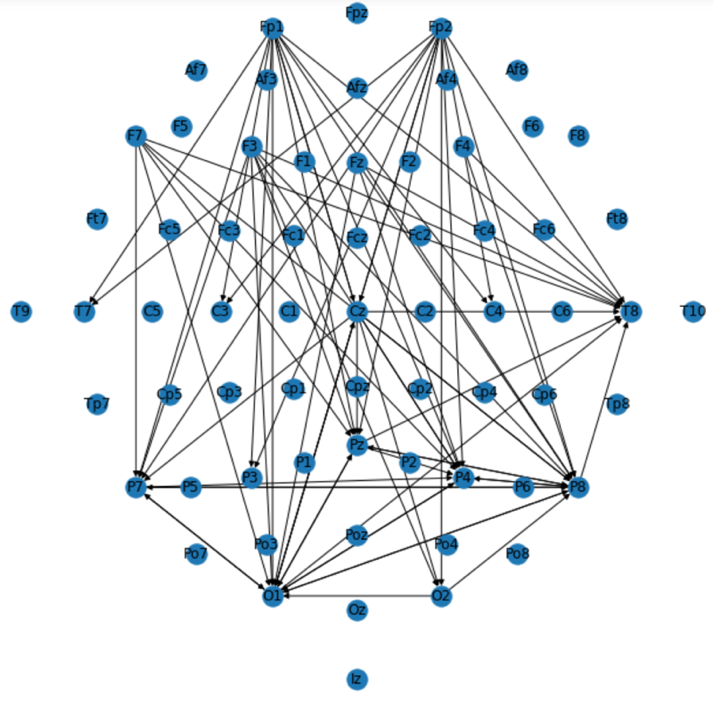 Fpz
Fp1 Fp2
Af7 Af3 Afz Af4 Af8
F7 F5 F3 F1 Fz F2 F4 F6 F8
Ft7 Fc5 Fc3 Fc1 Fcz Fc2 Fc4 Fc6 Ft8
T9 T7 C5 C3 C1 Cz C2 C4 C6 T8 T10
Tp7 Cp5 Cp3 Cp1 Cpz Cp2 Cp4 Cp6 Tp8
P7 P5 P3 P1 Pz P2 P4 P6 P8
Po7 Po3 Poz Po4 Po8
O1 Oz O2
Iz